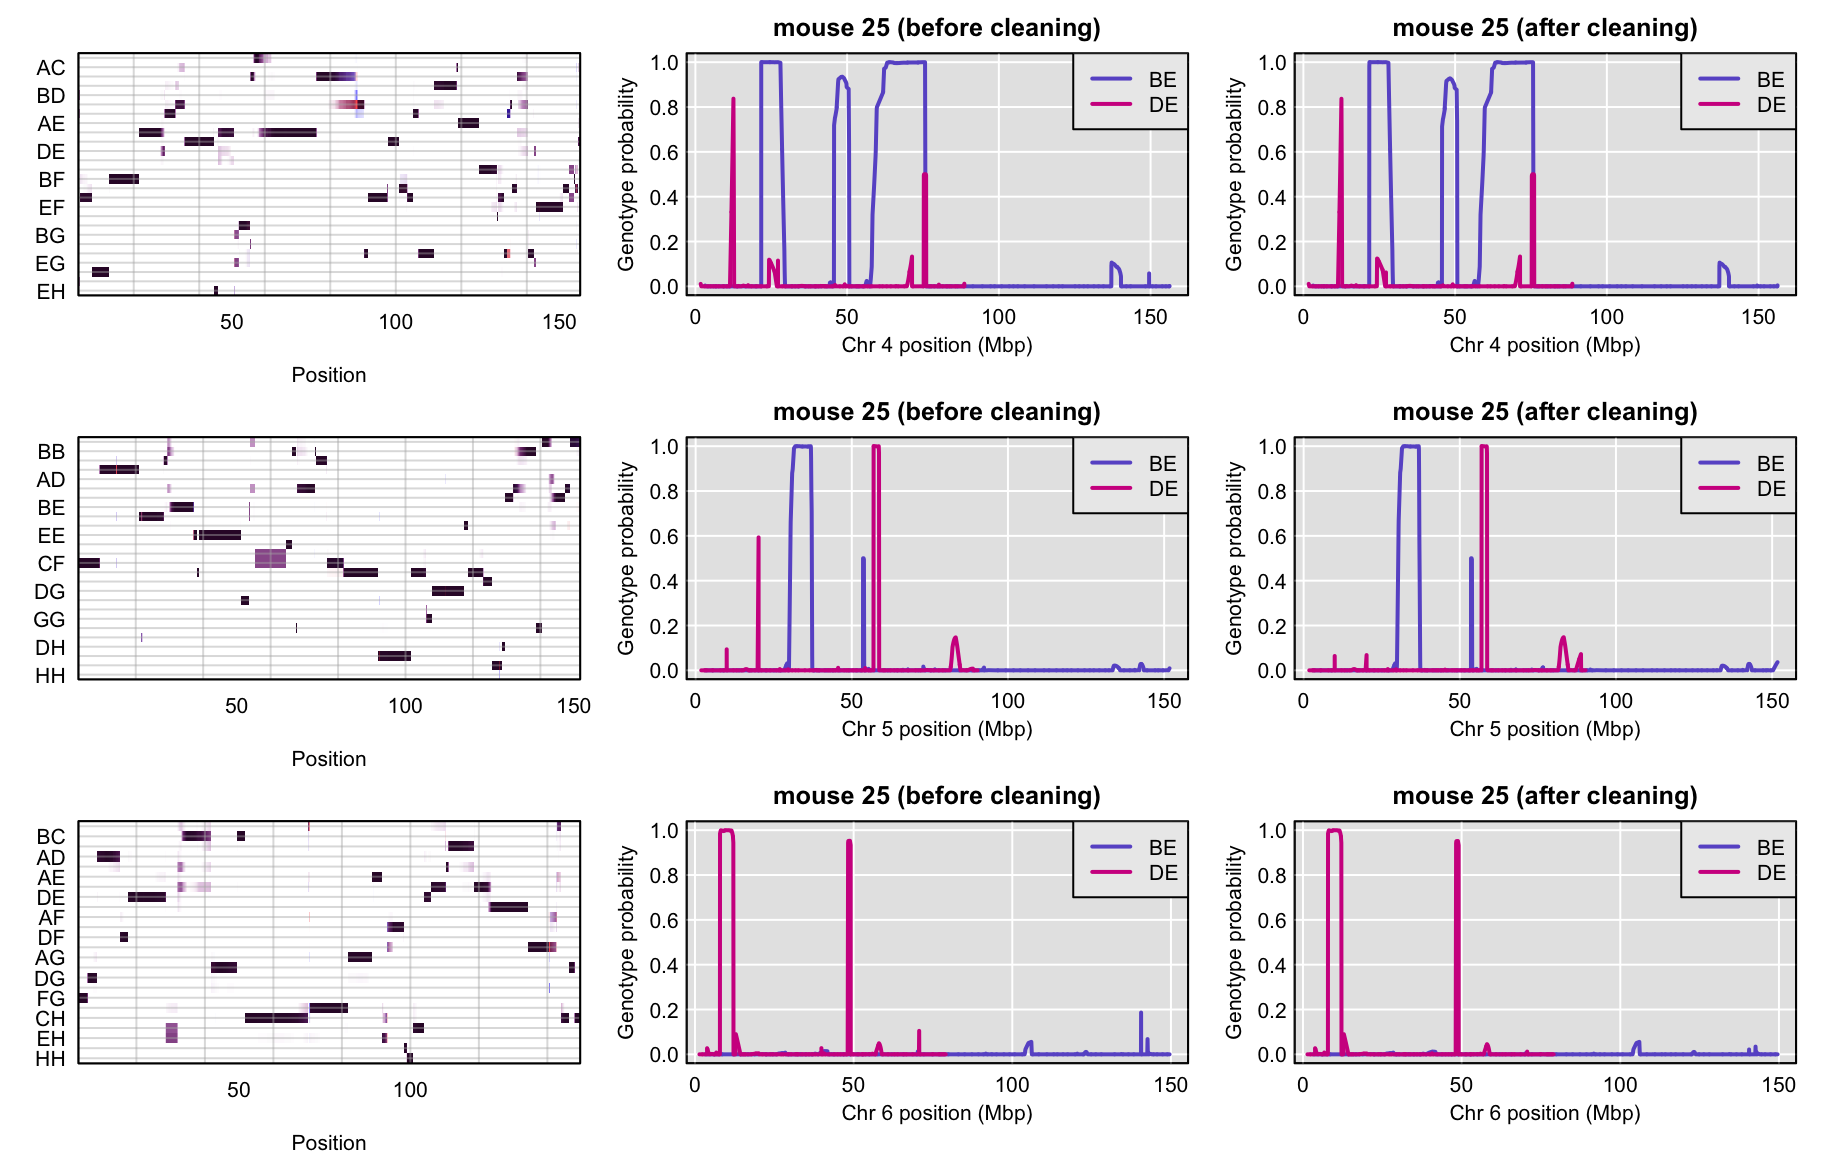 AC
BD
AE
DE
BF
EF
BG
EG
EH
50 100 150
Position
mouse 25 (before cleaning)
Genotype probability
1.0
0.8
0.6
0.4
0.2
0.0
BE
DE
0 50 100 150
Chr 4 position (Mbp)
mouse 25 (after cleaning)
Genotype probability
1.0
0.8
0.6
0.4
0.2
0.0
BE
DE
0 50 100 150
Chr 4 position (Mbp)
BB
AD
BE
EE
CF
DG
GG
DH
HH
50 100 150
Position
mouse 25 (before cleaning)
Genotype probability
1.0
0.8
0.6
0.4
0.2
0.0
BE
DE
0 50 100 150
Chr 5 position (Mbp)
mouse 25 (after cleaning)
Genotype probability
1.0
0.8
0.6
0.4
0.2
0.0
BE
DE
0 50 100 150
Chr 5 position (Mbp)
BC
AD
AE
DE
AF
DF
AG
DG
FG
CH
EH
HH
50 100
Position
mouse 25 (before cleaning)
Genotype probability
1.0
0.8
0.6
0.4
0.2
0.0
BE
DE
0 50 100 150
Chr 6 position (Mbp)
mouse 25 (after cleaning)
Genotype probability
1.0
0.8
0.6
0.4
0.2
0.0
BE
DE
0 50 100 150
Chr 6 position (Mbp)